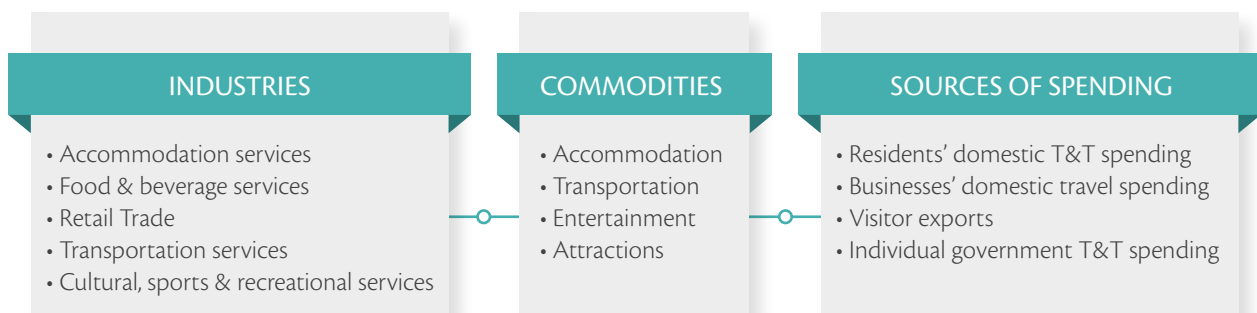 INDUSTRIES
• Accommodation services
• Food & beverage services
• Retail Trade
• Transportation services
• Cultural, sports & recreational services
COMMODITIES
• Accommodation
• Transportation
• Entertainment
• Attractions
SOURCES OF SPENDING
• Residents’ domestic T&T spending
• Businesses’ domestic travel spending
• Visitor exports
• Individual government T&T spending